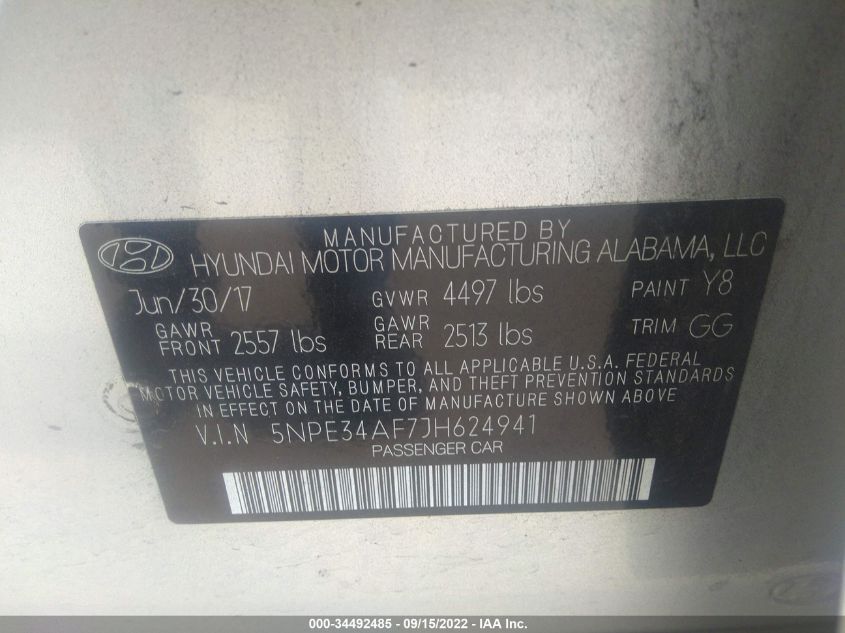 MANUFACTURED BY
HYUNDAI MOTOR MANUFACTURING ALABAMA, LLC
Jun/30/17 GVWR 4497 lbs PAINT Y8
GAWR FRONT 2557 lbs GAWR REAR 2513 lbs TRIM GG
THIS VEHICLE CONFORMS TO ALL APPLICABLE U.S.A. FEDERAL
MOTOR VEHICLE SAFETY, BUMPER, AND THEFT PREVENTION STANDARDS
IN EFFECT ON THE DATE OF MANUFACTURE SHOWN ABOVE
V.I.N 5NPE34AF7JH624941
PASSENGER CAR
000-34492485 - 09/15/2022 - IAA Inc.